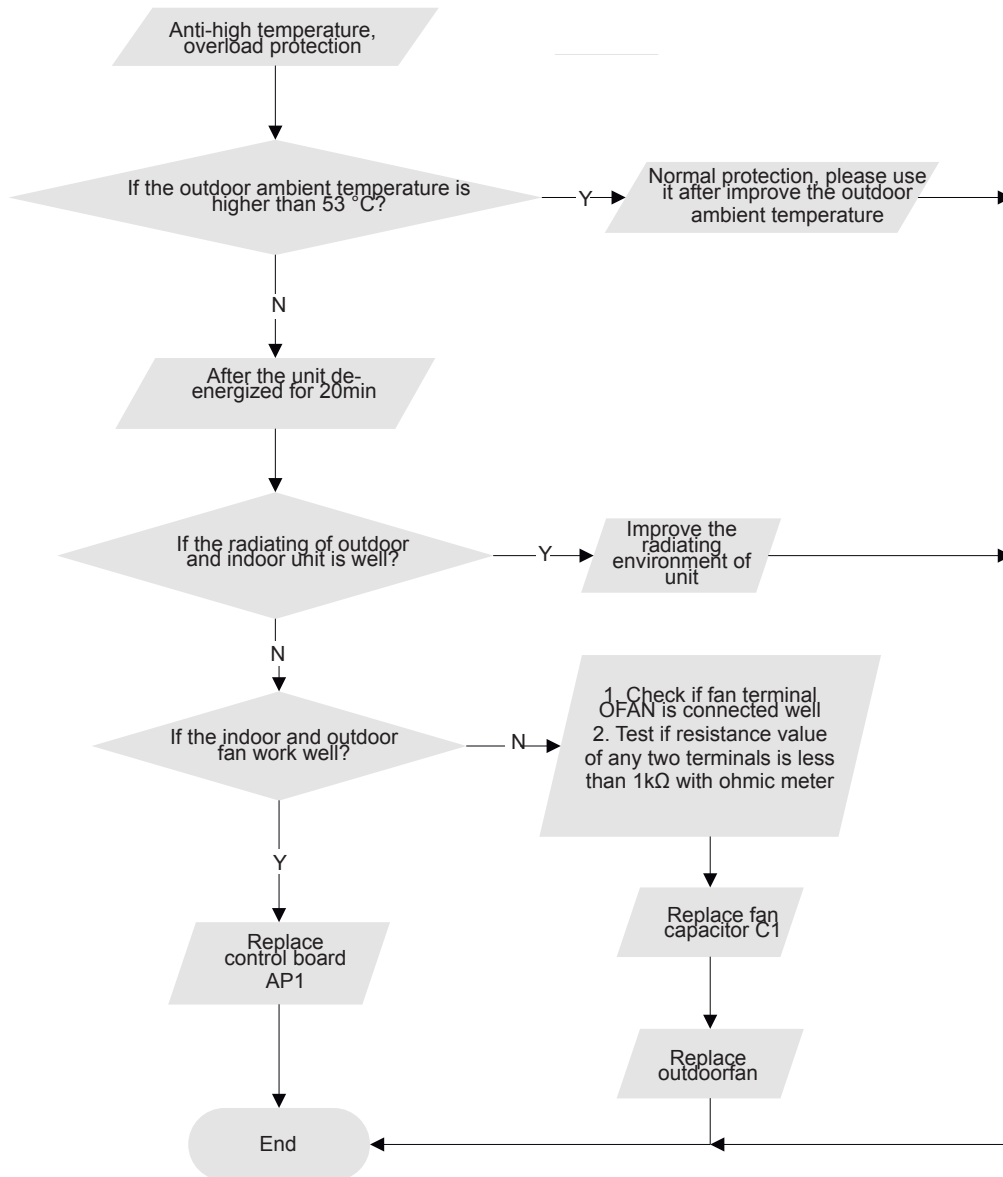 Anti-high temperature,
overload protection
If the outdoor ambient temperature is
higher than 53 °C?
Y
Normal protection, please use
it after improve the outdoor
ambient temperature
N
After the unit de-
energized for 20min
If the radiating of outdoor
and indoor unit is well?
Y
Improve the
radiating
environment of
unit
N
If the indoor and outdoor
fan work well?
N
1. Check if fan terminal
OFAN is connected well
2. Test if resistance value
of any two terminals is less
than 1kΩ with ohmic meter
Y
Replace fan
capacitor C1
Replace
control board
AP1
Replace
outdoorfan
End